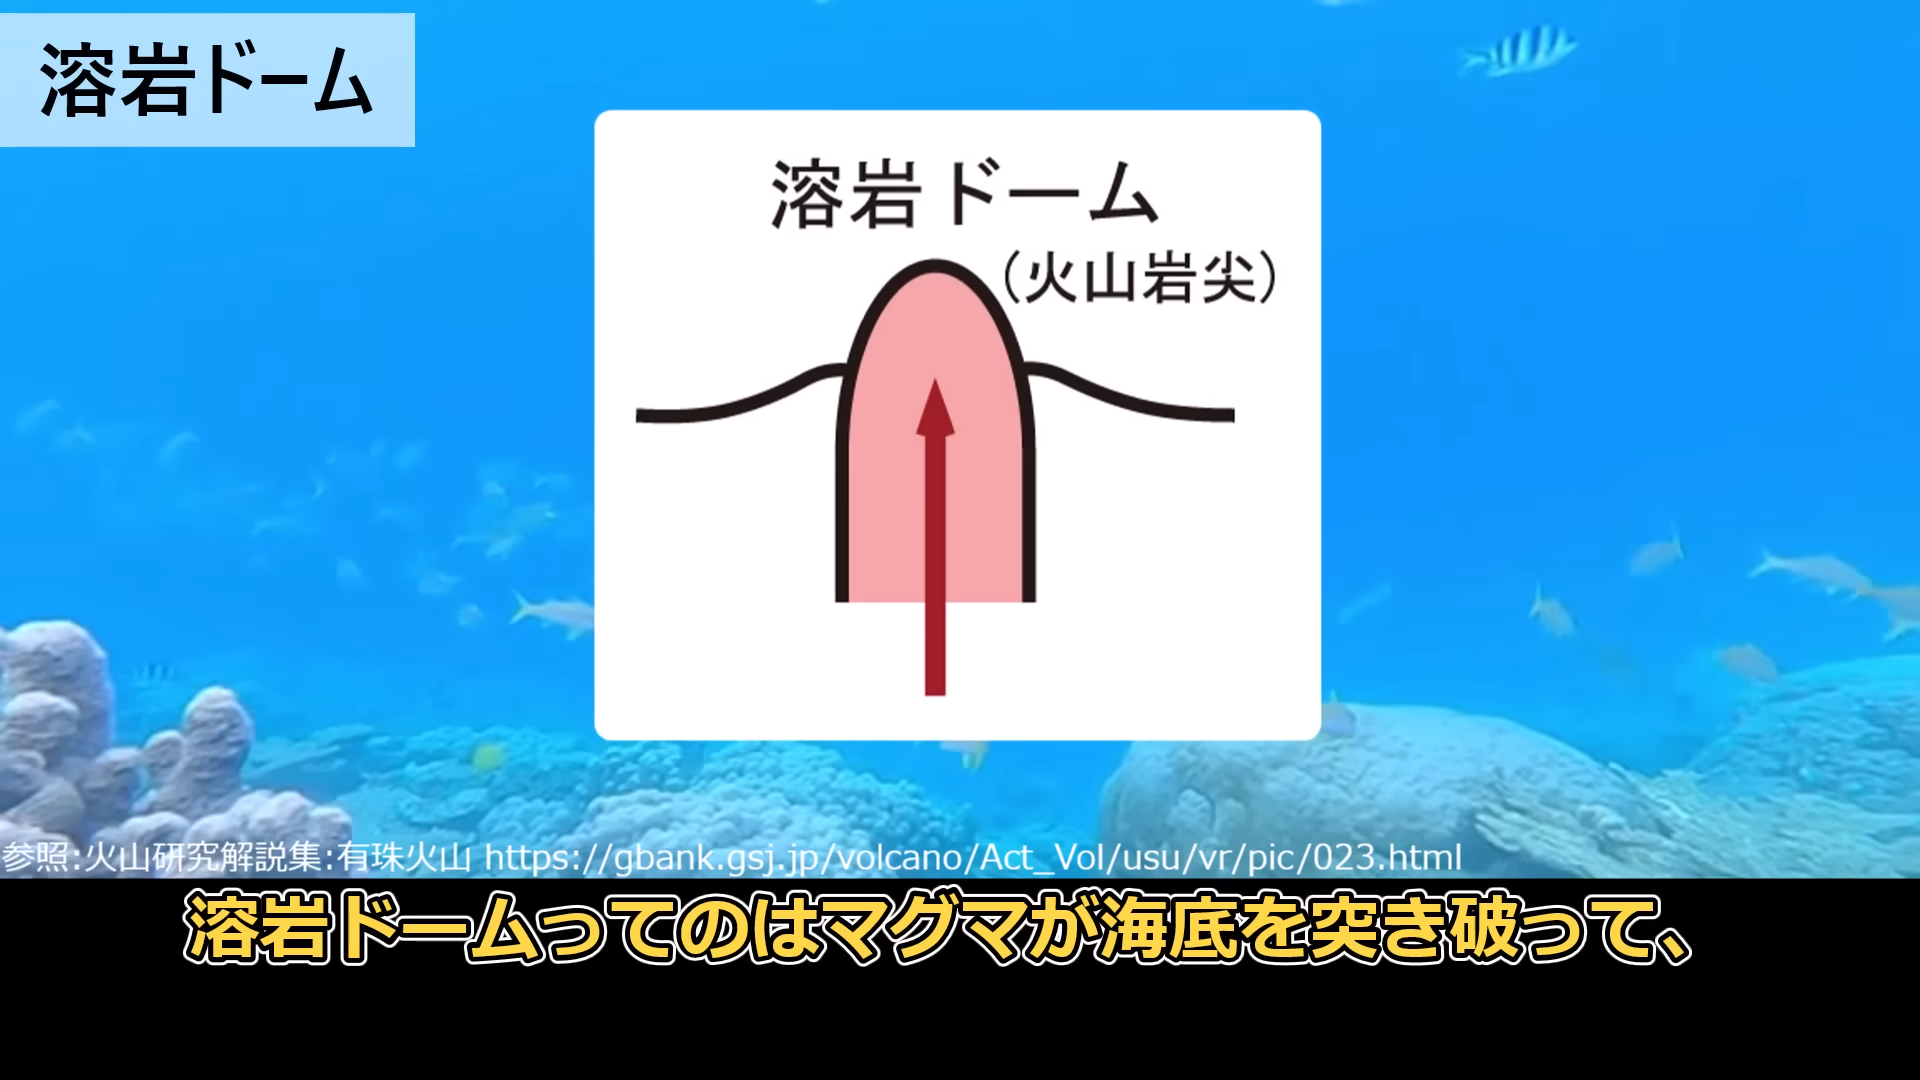 溶岩ドーム
溶岩ドーム
(火山岩尖)
参照:火山研究解説集:有珠火山 https://gbank.gsj.jp/volcano/Act_Vol/usu/vr/pic/023.html
溶岩ドームってのはマグマが海底を突き破って、